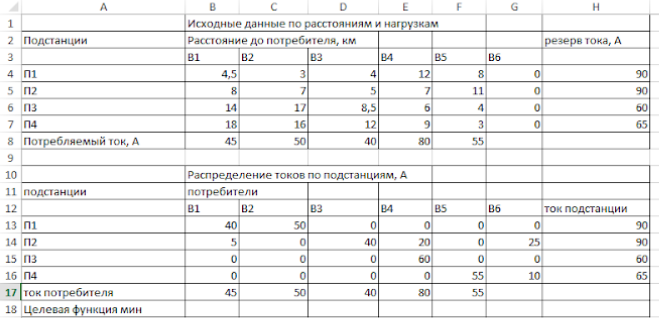 A B C D E F G H
1 Исходные данные по расстояниям и нагрузкам
2 Подстанции Расстояние до потребителя, км резерв тока, А
3 В1 В2 В3 В4 В5 В6
4 П1 4,5 3 4 12 8 0 90
5 П2 8 7 5 7 11 0 90
6 П3 14 17 8,5 6 4 0 60
7 П4 18 16 12 9 3 0 65
8 Потребляемый ток, А 45 50 40 80 55
9
10 Распределение токов по подстанциям, А
11 подстанции потребители
12 В1 В2 В3 В4 В5 В6 ток подстанции
13 П1 40 50 0 0 0 0 90
14 П2 5 0 40 20 0 25 90
15 П3 0 0 0 60 0 0 60
16 П4 0 0 0 0 55 10 65
17 ток потребителя 45 50 40 80 55
18 Целевая функция мин